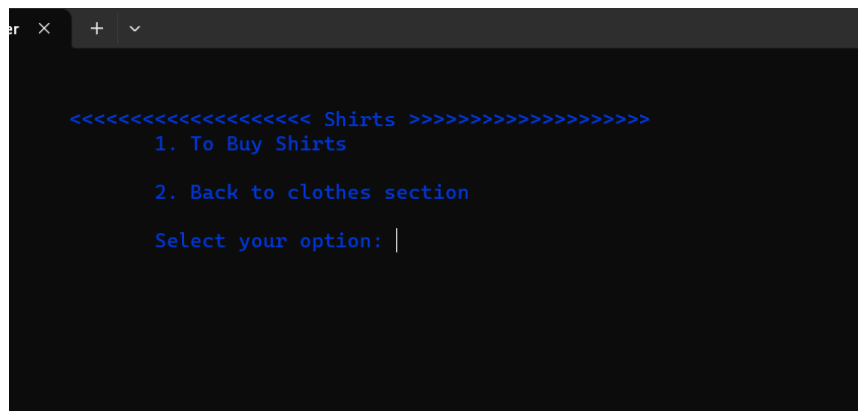 er
<<<<<<<<<<<<<<<<<<<< Shirts >>>>>>>>>>>>>>>>>>>>
1. To Buy Shirts
2. Back to clothes section
Select your option: